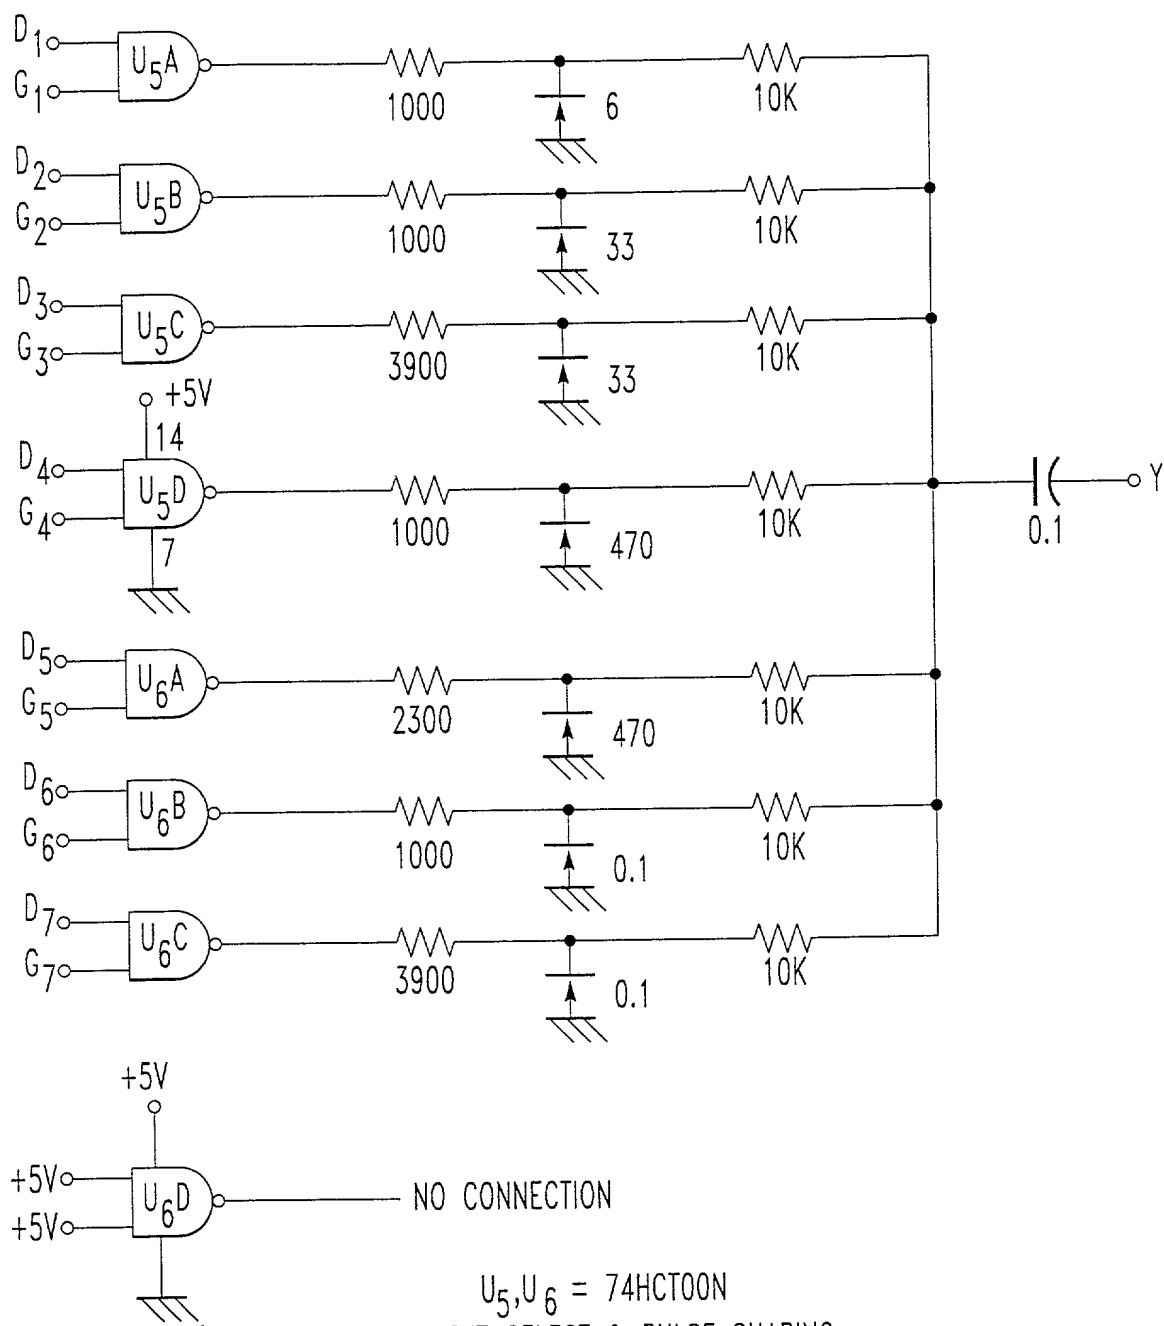 D1
G1
U5A
1000
6
10K
D2
G2
U5B
1000
33
10K
D3
G3
U5C
3900
33
10K
+5V
14
D4
G4
U5D
7
1000
470
10K
0.1
Y
D5
G5
U6A
2300
470
10K
D6
G6
U6B
1000
0.1
10K
D7
G7
U6C
3900
0.1
10K
+5V
+5V
+5V
U6D
NO CONNECTION
U5,U6 = 74HCT00N
SELECT & PULSE SHAPING